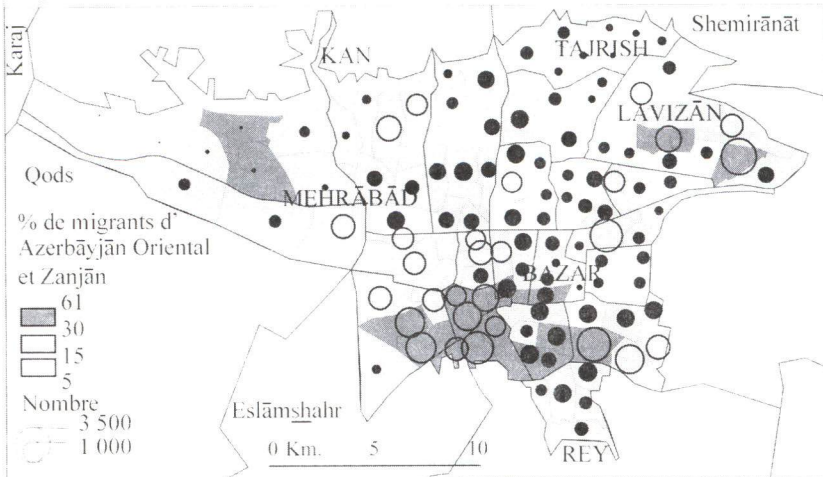 Karaj
KAN
TAJRISH
Shemirānāt
LAVIZĀN
Qods
MEHRĀBĀD
% de migrants d'
Azerbāyjān Oriental
et Zanjān
61
30
15
5
BAZAR
Nombre
3 500
1 000
Eslāmshahr
0 Km. 5 10
REY